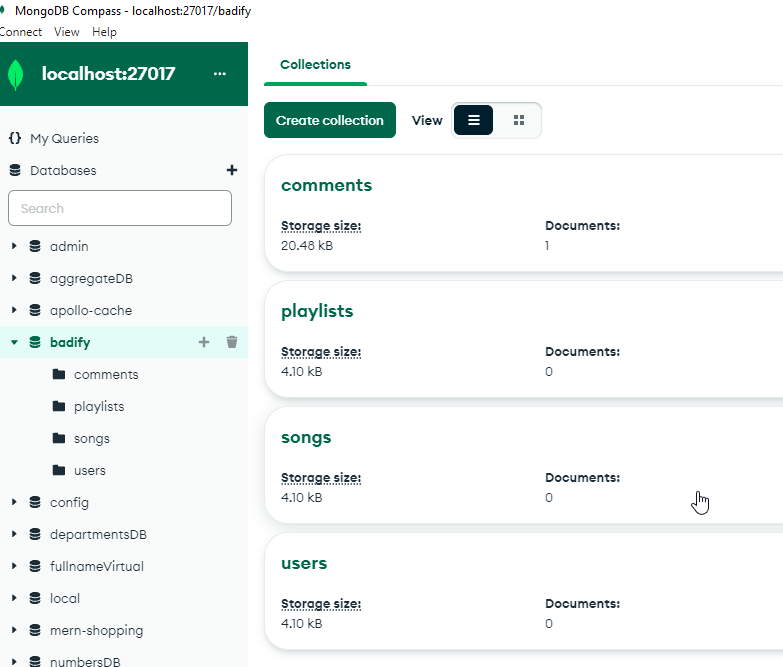 MongoDB Compass - localhost:27017/badify
Connect View Help
localhost:27017 ...
{} My Queries
Databases +
Search
admin
aggregateDB
apollo-cache
badify +
comments
playlists
songs
users
config
departmentsDB
fullnameVirtual
local
mern-shopping
numbersDB
Collections
Create collection View
comments
Storage size: Documents:
20.48 kB 1
playlists
Storage size: Documents:
4.10 kB 0
songs
Storage size: Documents:
4.10 kB 0
users
Storage size: Documents:
4.10 kB 0